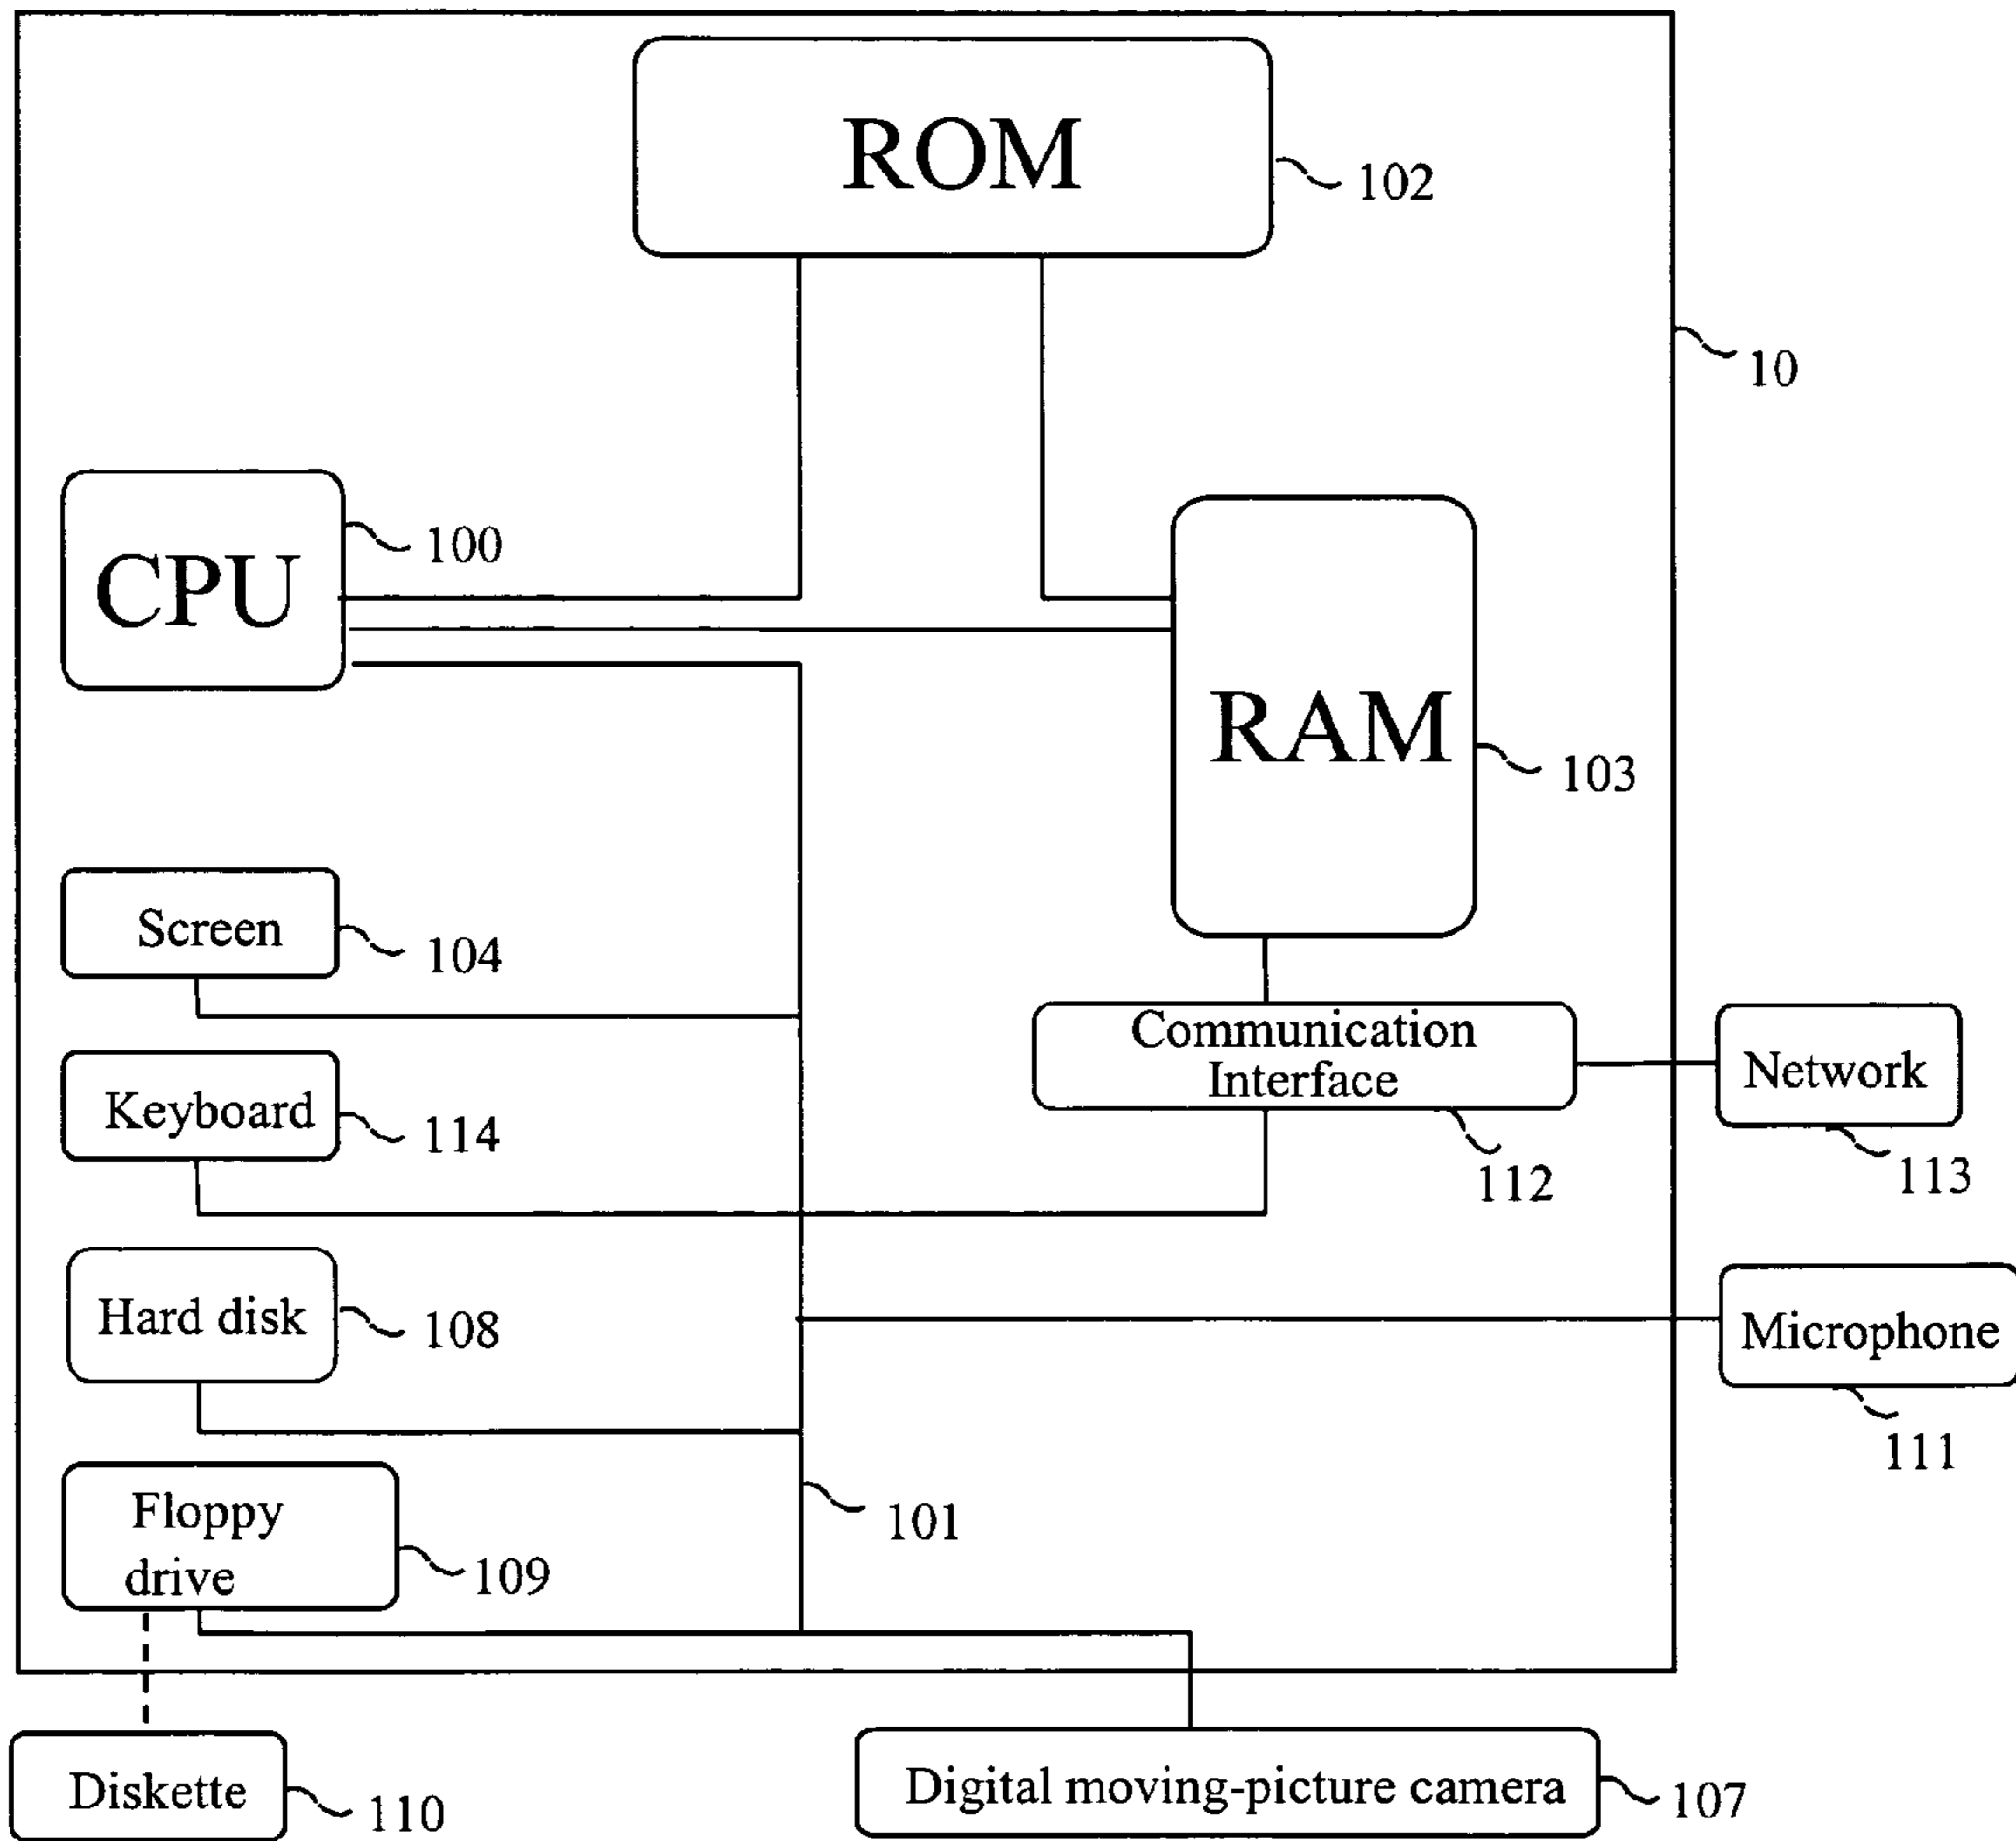 ROM
102
10
CPU
100
RAM
103
Screen
104
Communication
Interface
112
Network
113
Keyboard
114
Hard disk
108
Microphone
111
Floppy
drive
109
101
Diskette
110
Digital moving-picture camera
107